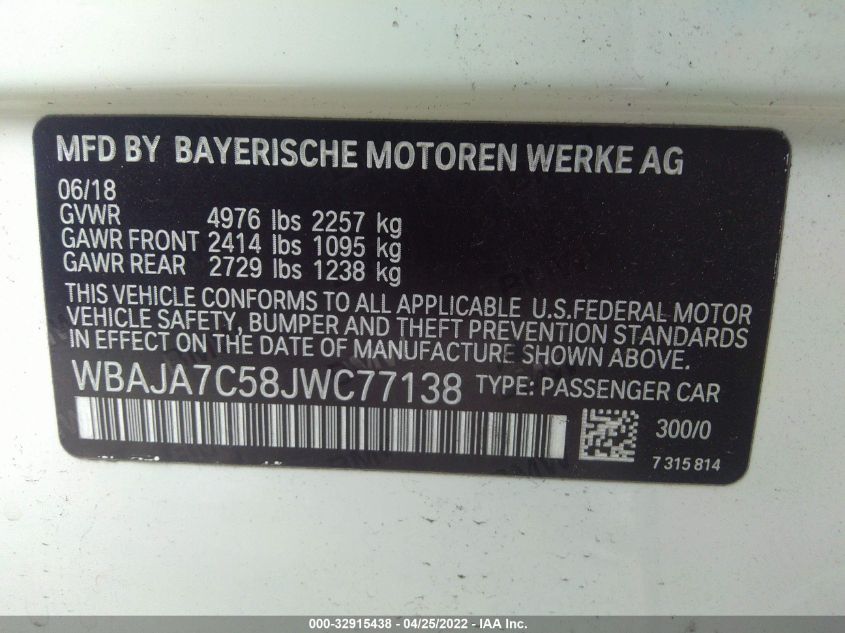 MFD BY BAYERISCHE MOTOREN WERKE AG
06/18
GVWR 4976 lbs 2257 kg
GAWR FRONT 2414 lbs 1095 kg
GAWR REAR 2729 lbs 1238 kg
THIS VEHICLE CONFORMS TO ALL APPLICABLE U.S.FEDERAL MOTOR
VEHICLE SAFETY, BUMPER AND THEFT PREVENTION STANDARDS
IN EFFECT ON THE DATE OF MANUFACTURE SHOWN ABOVE.
WBAJA7C58JWC77138 TYPE: PASSENGER CAR
300/0
7 315 814
000-32915438 - 04/25/2022 - IAA Inc.